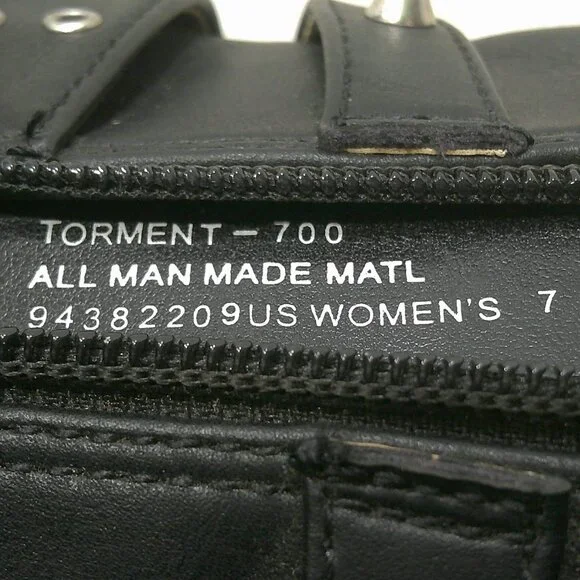 TORMENT - 700
ALL MAN MADE MATL
94382209US WOMEN'S 7